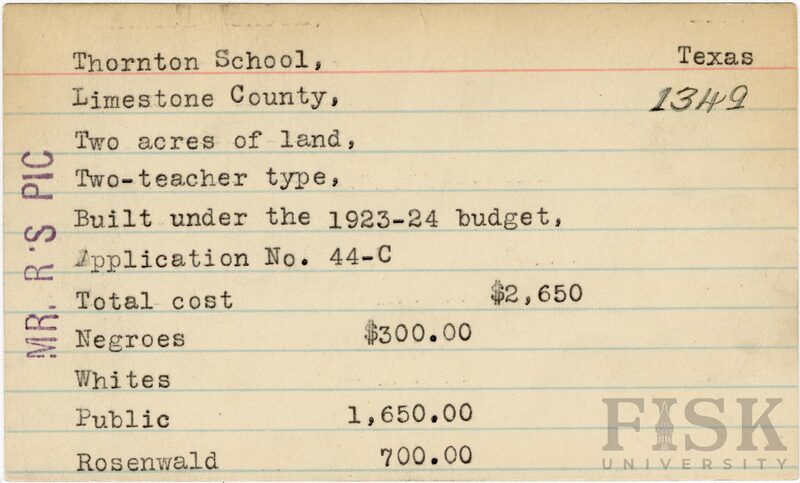 Thornton School, Texas
Limestone County, 1349
Two acres of land,
Two-teacher type,
Built under the 1923-24 budget,
Application No. 44-C
Total cost $2,650
Negroes $300.00
Whites
Public 1,650.00
Rosenwald 700.00
MR. R'S PIC
FISK
UNIVERSITY